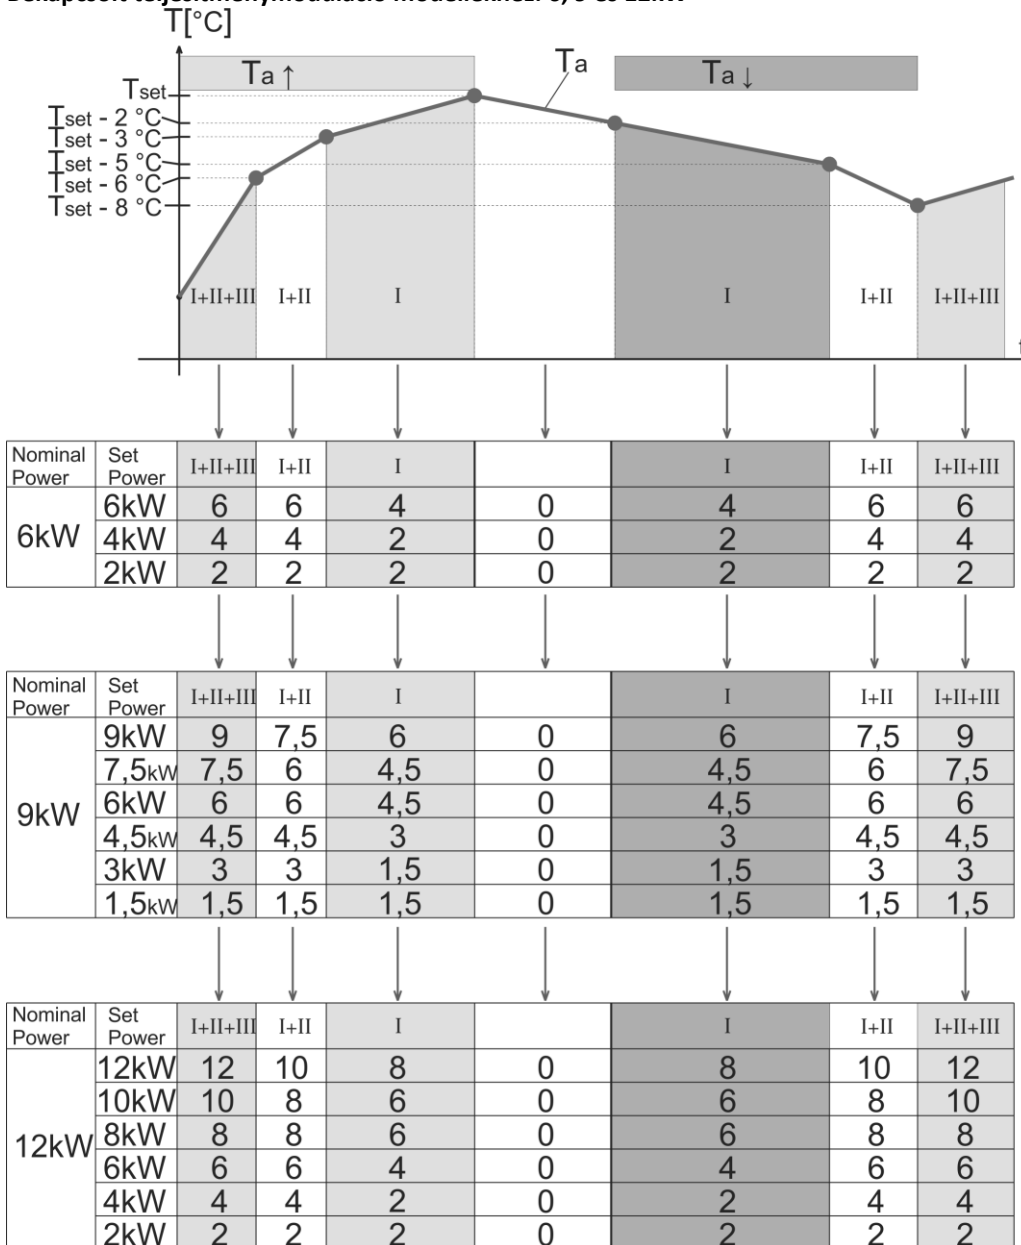 Bekapcsolt teljesítménymoduláció modellekhez: 6, 9 és 12kW
T[°C]
Ta ↑
Ta
Ta ↓
Tset
Tset - 2 °C
Tset - 3 °C
Tset - 5 °C
Tset - 6 °C
Tset - 8 °C
I+II+III I+II I I I+II I+II+III
t
Nominal Power Set Power I+II+III I+II I I I+II I+II+III
6kW
6kW 6 6 4 0 4 6 6
4kW 4 4 2 0 2 4 4
2kW 2 2 2 0 2 2 2
Nominal Power Set Power I+II+III I+II I I I+II I+II+III
9kW
9kW 9 7,5 6 0 6 7,5 9
7,5kW 7,5 6 4,5 0 4,5 6 7,5
6kW 6 6 4,5 0 4,5 6 6
4,5kW 4,5 4,5 3 0 3 4,5 4,5
3kW 3 3 1,5 0 1,5 3 3
1,5kW 1,5 1,5 1,5 0 1,5 1,5 1,5
Nominal Power Set Power I+II+III I+II I I I+II I+II+III
12kW
12kW 12 10 8 0 8 10 12
10kW 10 8 6 0 6 8 10
8kW 8 8 6 0 6 8 8
6kW 6 6 4 0 4 6 6
4kW 4 4 2 0 2 4 4
2kW 2 2 2 0 2 2 2